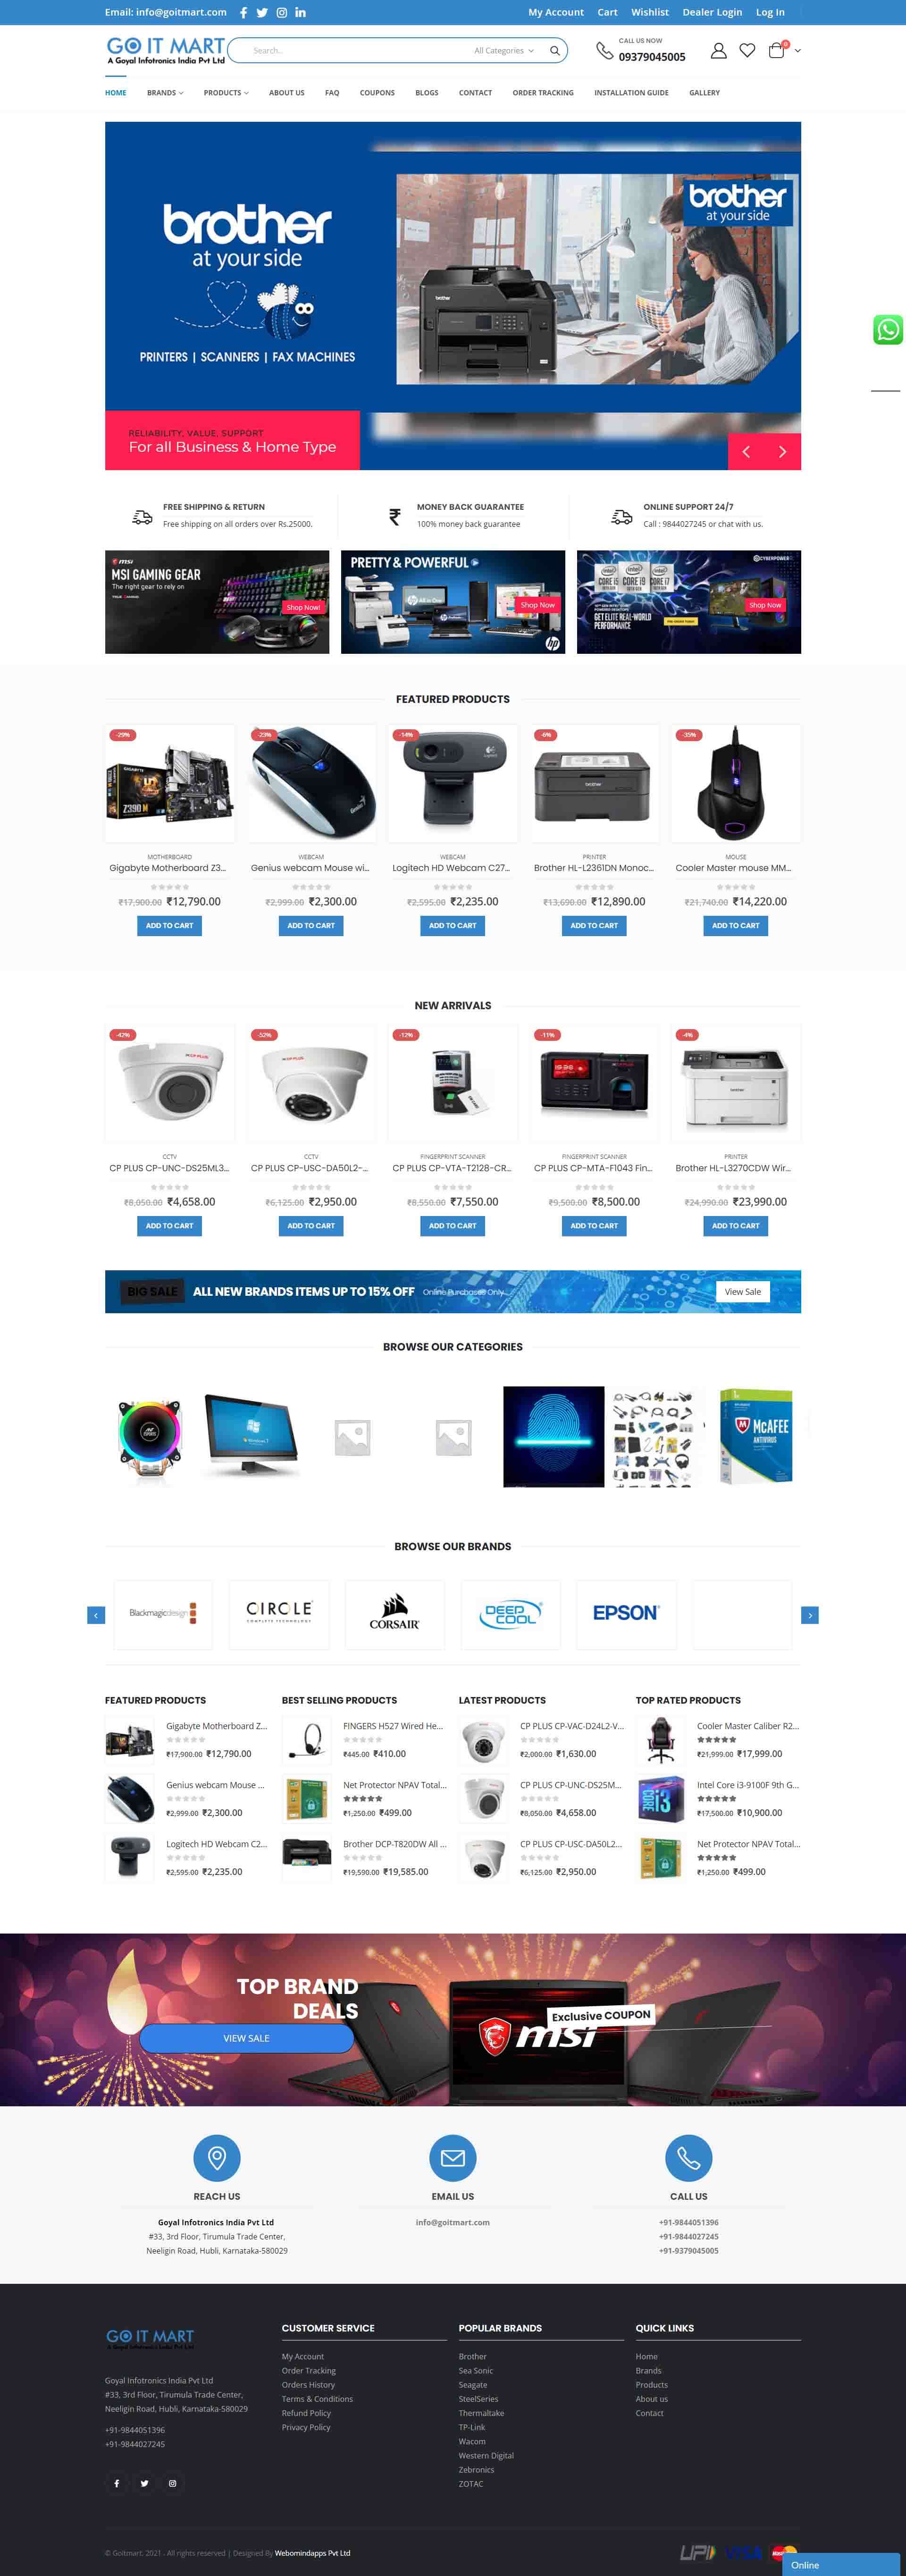 Email: info@goitmart.com
My Account Cart Wishlist Dealer Login Log In
GO IT MART
A Goyal Infotronics India Pvt Ltd
Search..
All Categories
CALL US NOW
09379045005
0
HOME BRANDS PRODUCTS ABOUT US FAQ COUPONS BLOGS CONTACT ORDER TRACKING INSTALLATION GUIDE GALLERY
brother
at your side
PRINTERS | SCANNERS | FAX MACHINES
brother
at your side
brother
RELIABILITY, VALUE, SUPPORT
For all Business & Home Type
FREE SHIPPING & RETURN
Free shipping on all orders over Rs.25000.
MONEY BACK GUARANTEE
100% money back guarantee
ONLINE SUPPORT 24/7
Call : 9844027245 or chat with us.
msi
MSI GAMING GEAR
The right tool to rely on
Shop Now!
PRETTY & POWERFUL
Shop Now
hp
CYBERPOWER
CORE i5 CORE i9 CORE i7
GET ELITE REAL-WORLD
PERFORMANCE
Shop Now
FEATURED PRODUCTS
-29%
MOTHERBOARD
Gigabyte Motherboard Z3...
₹17,900.00 ₹12,790.00
ADD TO CART
-23%
WEBCAM
Genius webcam Mouse wi...
₹2,999.00 ₹2,300.00
ADD TO CART
-14%
WEBCAM
Logitech HD Webcam C27...
₹2,595.00 ₹2,235.00
ADD TO CART
-6%
PRINTER
Brother HL-L2361DN Monoc...
₹13,690.00 ₹12,890.00
ADD TO CART
-35%
MOUSE
Cooler Master mouse MM...
₹21,740.00 ₹14,220.00
ADD TO CART
NEW ARRIVALS
-42%
CCTV
CP PLUS CP-UNC-DS25ML3...
₹8,050.00 ₹4,658.00
ADD TO CART
-52%
CCTV
CP PLUS CP-USC-DA50L2-...
₹6,125.00 ₹2,950.00
ADD TO CART
-12%
FINGERPRINT SCANNER
CP PLUS CP-VTA-T2128-CR...
₹8,550.00 ₹7,550.00
ADD TO CART
-11%
FINGERPRINT SCANNER
CP PLUS CP-MTA-F1043 Fin...
₹9,500.00 ₹8,500.00
ADD TO CART
-4%
PRINTER
Brother HL-L3270CDW Wir...
₹24,990.00 ₹23,990.00
ADD TO CART
BIG SALE
ALL NEW BRANDS ITEMS UP TO 15% OFF
Online Purchases Only...
View Sale
BROWSE OUR CATEGORIES
McAFEE
ANTIVIRUS
BROWSE OUR BRANDS
Blackmagicdesign
CIRCLE
COMPLETE TECHNOLOGY
CORSAIR
DEEP COOL
EPSON
FEATURED PRODUCTS
Gigabyte Motherboard Z...
₹17,900.00 ₹12,790.00
Genius webcam Mouse ...
₹2,999.00 ₹2,300.00
Logitech HD Webcam C2...
₹2,595.00 ₹2,235.00
BEST SELLING PRODUCTS
FINGERS H527 Wired He...
₹445.00 ₹410.00
Net Protector NPAV Total...
₹1,250.00 ₹499.00
Brother DCP-T820DW All ...
₹19,590.00 ₹19,585.00
LATEST PRODUCTS
CP PLUS CP-VAC-D24L2-V...
₹2,000.00 ₹1,630.00
CP PLUS CP-UNC-DS25M...
₹8,050.00 ₹4,658.00
CP PLUS CP-USC-DA50L2...
₹6,125.00 ₹2,950.00
TOP RATED PRODUCTS
Cooler Master Caliber R2...
₹21,999.00 ₹17,999.00
Intel Core i3-9100F 9th G...
₹17,500.00 ₹10,900.00
Net Protector NPAV Total...
₹1,250.00 ₹499.00
TOP BRAND
DEALS
VIEW SALE
Exclusive COUPON
msi
REACH US
Goyal Infotronics India Pvt Ltd
#33, 3rd Floor, Tirumula Trade Center,
Neeligin Road, Hubli, Karnataka-580029
EMAIL US
info@goitmart.com
CALL US
+91-9844051396
+91-9844027245
+91-9379045005
GO IT MART
A Goyal Infotronics India Pvt Ltd
Goyal Infotronics India Pvt Ltd
#33, 3rd Floor, Tirumula Trade Center,
Neeligin Road, Hubli, Karnataka-580029
+91-9844051396
+91-9844027245
CUSTOMER SERVICE
My Account
Order Tracking
Orders History
Terms & Conditions
Refund Policy
Privacy Policy
POPULAR BRANDS
Brother
Sea Sonic
Seagate
SteelSeries
Thermaltake
TP-Link
Wacom
Western Digital
Zebronics
ZOTAC
QUICK LINKS
Home
Brands
Products
About us
Contact
© Goitmart. 2021 - All rights reserved | Designed By Webomindapps Pvt Ltd
UPI VISA
Online